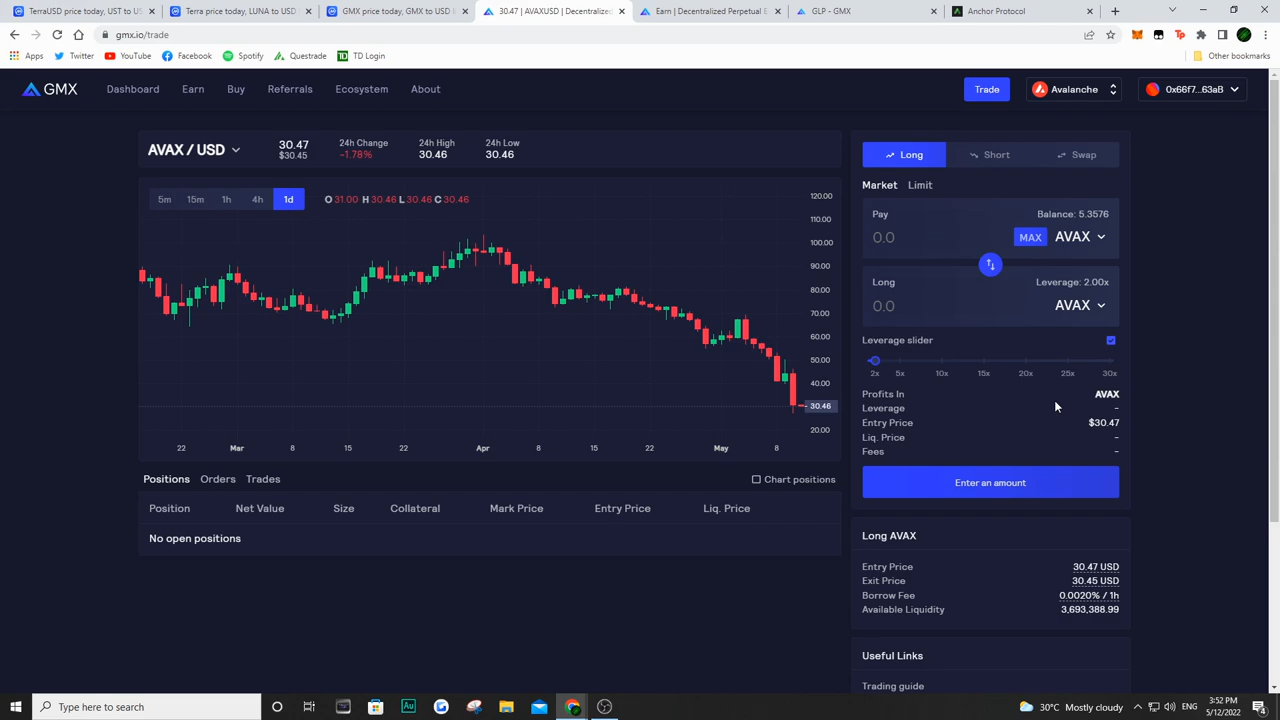 TerraUSD price today, UST to US
Terra price today, LUNA to USD
GMX price today, GMX to USD l
30.47 | AVAXUSD | Decentralized
Earn | Decentralized Perpetual E
GLP - GMX
Anchor Protocol
gmx.io/trade
Apps
Twitter
YouTube
Facebook
Spotify
Questrade
TD Login
Other bookmarks
GMX
Dashboard
Earn
Buy
Referrals
Ecosystem
About
Trade
Avalanche
0x66f7...63aB
AVAX / USD
30.47
$30.45
24h Change
-1.78%
24h High
30.46
24h Low
30.46
5m
15m
1h
4h
1d
O 31.00 H 30.46 L 30.46 C 30.46
120.00
110.00
100.00
90.00
80.00
70.00
60.00
50.00
40.00
30.46
20.00
22
Mar
8
15
22
Apr
8
15
22
May
8
Long
Short
Swap
Market
Limit
Pay
Balance: 5.3576
0.0
MAX
AVAX
Long
Leverage: 2.00x
0.0
AVAX
Leverage slider
2x
5x
10x
15x
20x
25x
30x
Profits In
AVAX
Leverage
-
Entry Price
$30.47
Liq. Price
-
Fees
-
Enter an amount
Positions
Orders
Trades
Chart positions
Position
Net Value
Size
Collateral
Mark Price
Entry Price
Liq. Price
No open positions
Long AVAX
Entry Price
30.47 USD
Exit Price
30.45 USD
Borrow Fee
0.0020% / 1h
Available Liquidity
3,693,388.99
Useful Links
Trading guide
Type here to search
30°C Mostly cloudy
ENG
3:52 PM
5/12/2022